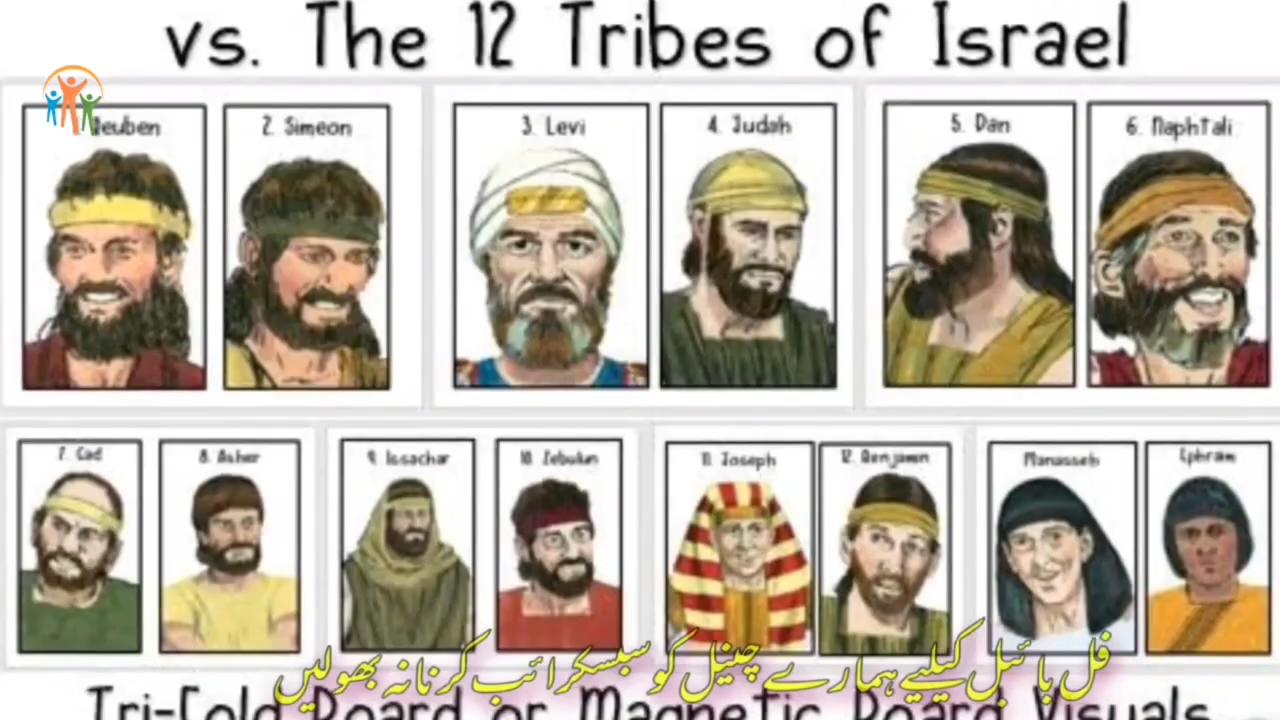 vs. The 12 Tribes of Israel
Reuben
2. Simeon
3. Levi
4. Judah
5. Dan
6. Naphtali
7. Gad
8. Asher
9. Issachar
10. Zebulun
11. Joseph
12. Benjamin
Manasseh
Ephram
فل بائبل کیلیے ہمارے چینل کو سبسکرائب کرنا نہ بھولیں
Tri-Fold Board or Magnetic Board Visuals